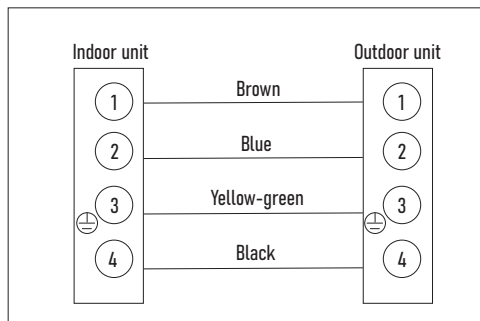 Indoor unit Outdoor unit
1 Brown 1
2 Blue 2
3 Yellow-green 3
4 Black 4